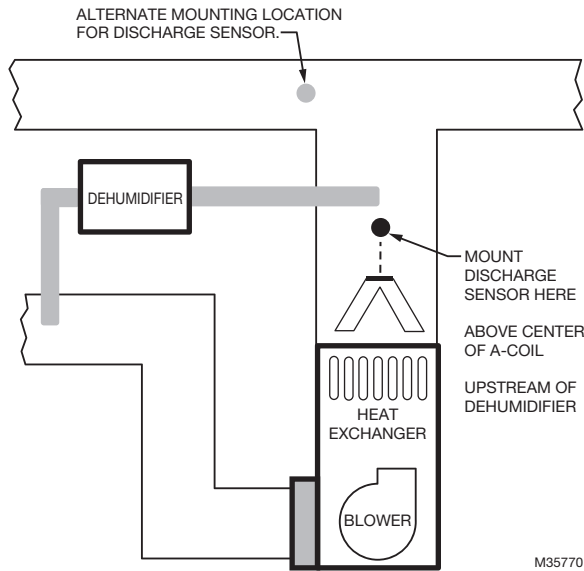 ALTERNATE MOUNTING LOCATION
FOR DISCHARGE SENSOR.
DEHUMIDIFIER
MOUNT
DISCHARGE
SENSOR HERE
ABOVE CENTER
OF A-COIL
UPSTREAM OF
DEHUMIDIFIER
HEAT
EXCHANGER
BLOWER
M35770